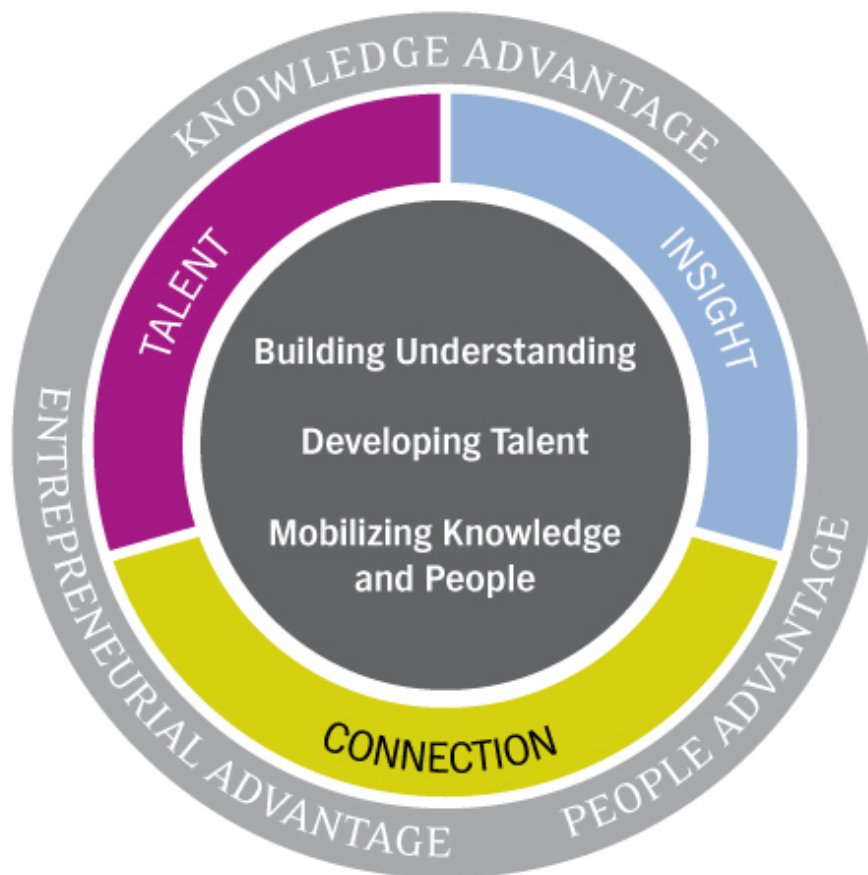 KNOWLEDGE ADVANTAGE
TALENT
INSIGHT
Building Understanding
Developing Talent
Mobilizing Knowledge
and People
CONNECTION
ENTREPRENEURIAL ADVANTAGE
PEOPLE ADVANTAGE